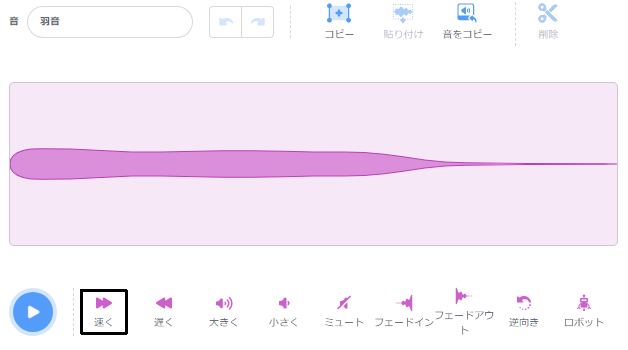 音
羽音
コピー
貼り付け
音をコピー
削除
速く
遅く
大きく
小さく
ミュート
フェードイン
フェードアウ
ト
逆向き
ロボット